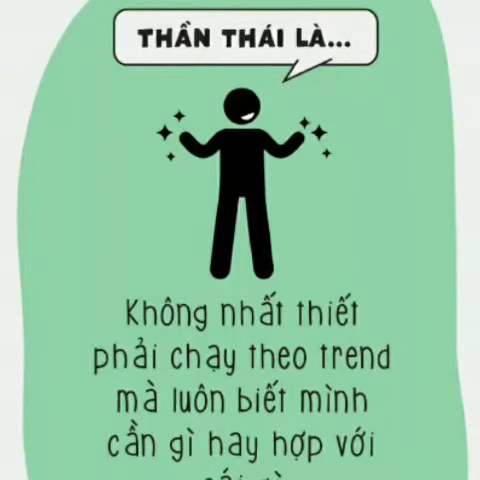 THẦN THÁI LÀ...
Không nhất thiết
phải chạy theo trend
mà luôn biết mình
cần gì hay hợp với